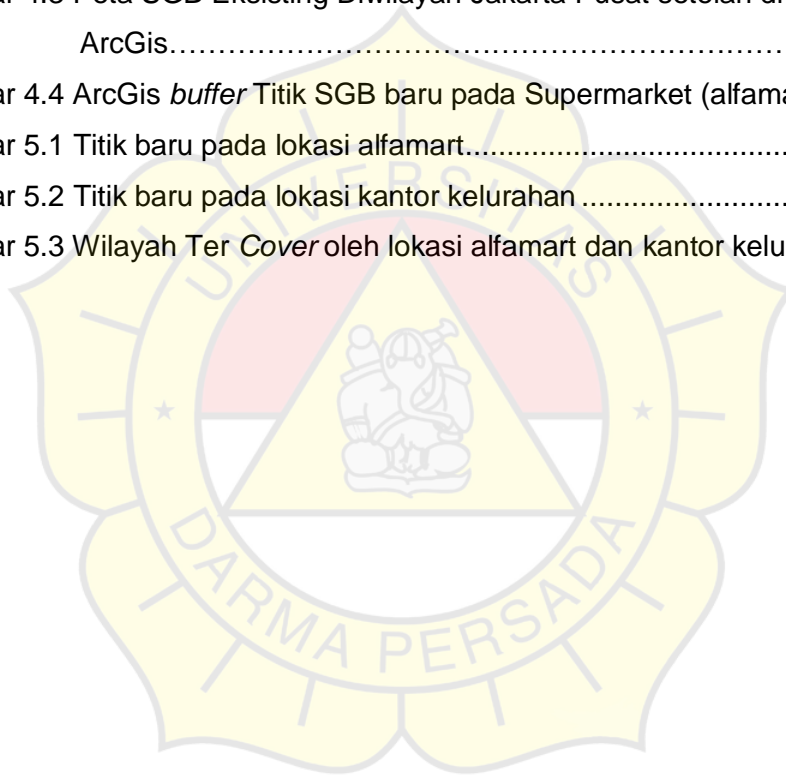 ArcGis……………………………………………………………
ar 4.4 ArcGis buffer Titik SGB baru pada Supermarket (alfama
ar 5.1 Titik baru pada lokasi alfamart.....................................
ar 5.2 Titik baru pada lokasi kantor kelurahan .......................
ar 5.3 Wilayah Ter Cover oleh lokasi alfamart dan kantor kelu
UNIVERSITAS
DARMA PERSADA